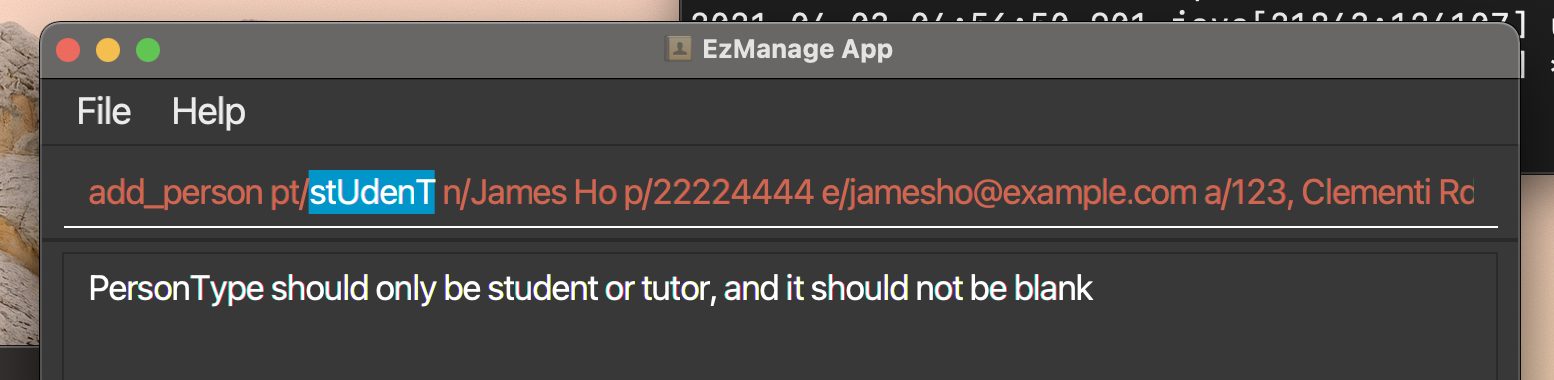 EzManage App
File Help
add_person pt/stUdenT n/James Ho p/22224444 e/jamesho@example.com a/123, Clementi Rd
PersonType should only be student or tutor, and it should not be blank